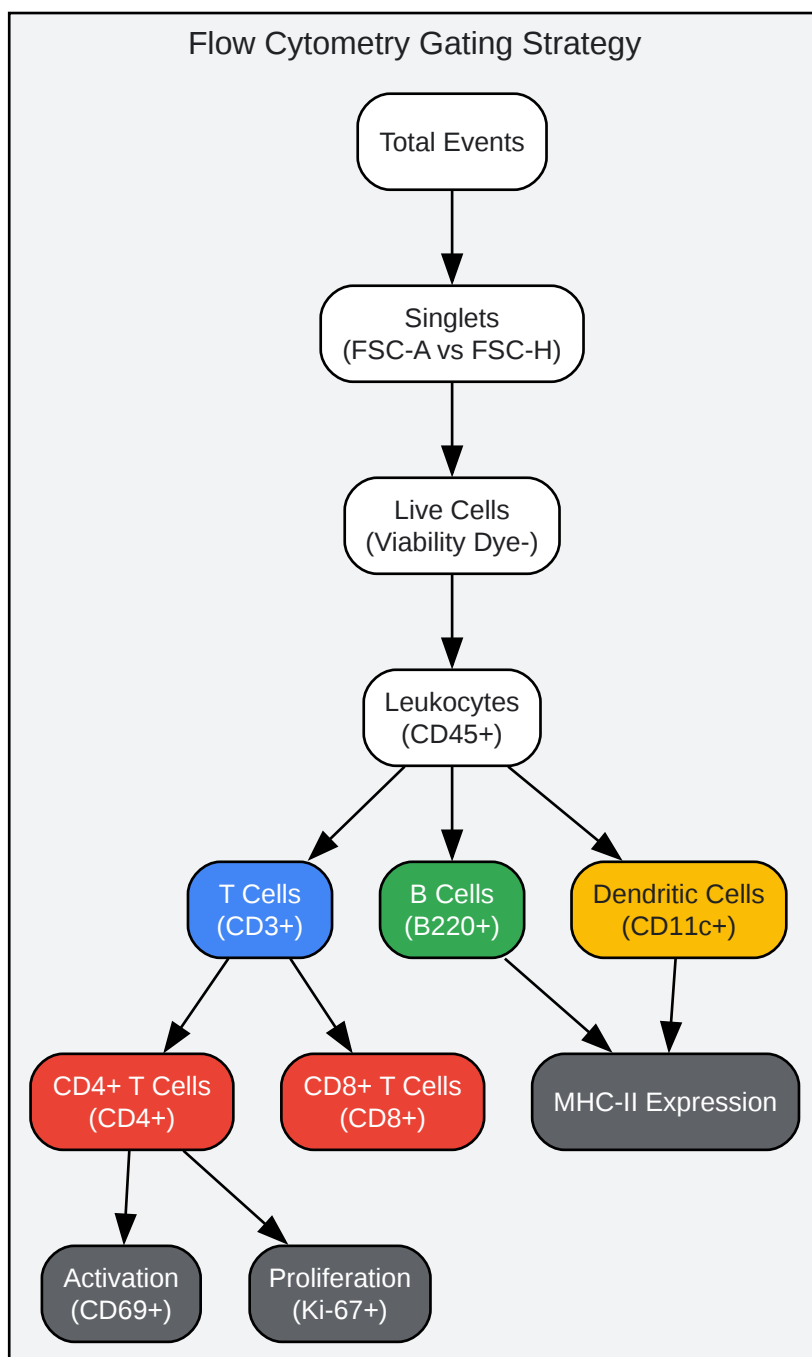 Flow Cytometry Gating Strategy
Total Events
Singlets
(FSC-A vs FSC-H)
Live Cells
(Viability Dye-)
Leukocytes
(CD45+)
T Cells
(CD3+)
B Cells
(B220+)
Dendritic Cells
(CD11c+)
CD4+ T Cells
(CD4+)
CD8+ T Cells
(CD8+)
MHC-II Expression
Activation
(CD69+)
Proliferation
(Ki-67+)